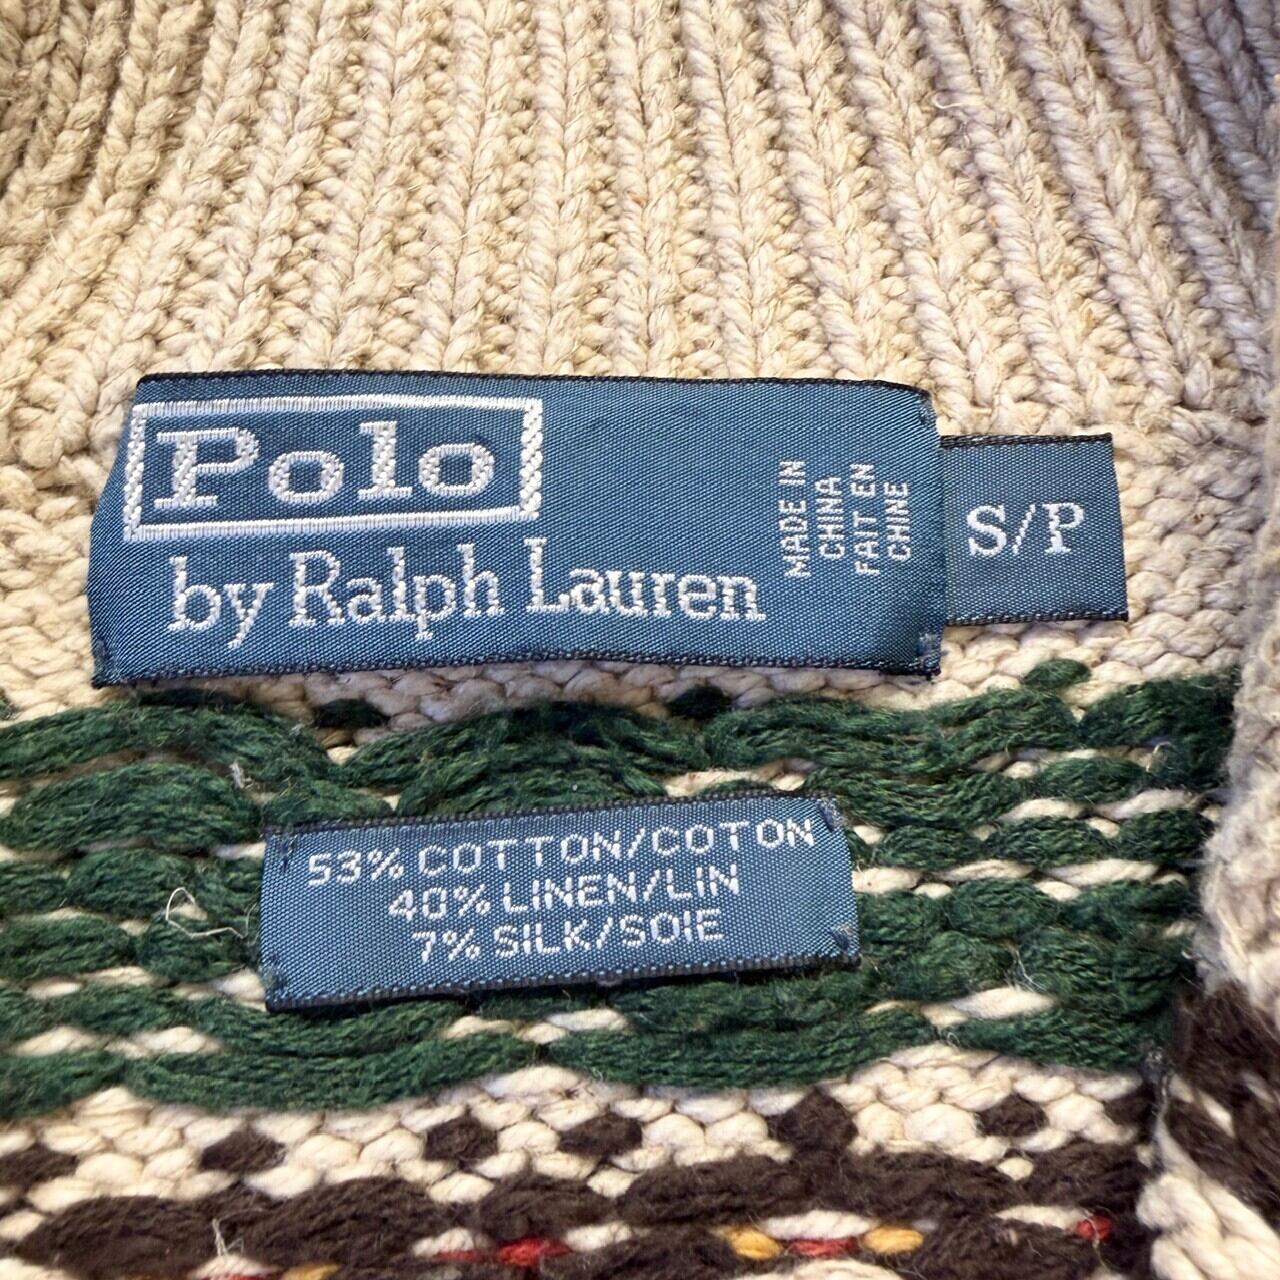 Polo
by Ralph Lauren
MADE IN
CHINA
FAIT EN
CHINE
S/P
53% COTTON/COTON
40% LINEN/LIN
7% SILK/SOIE